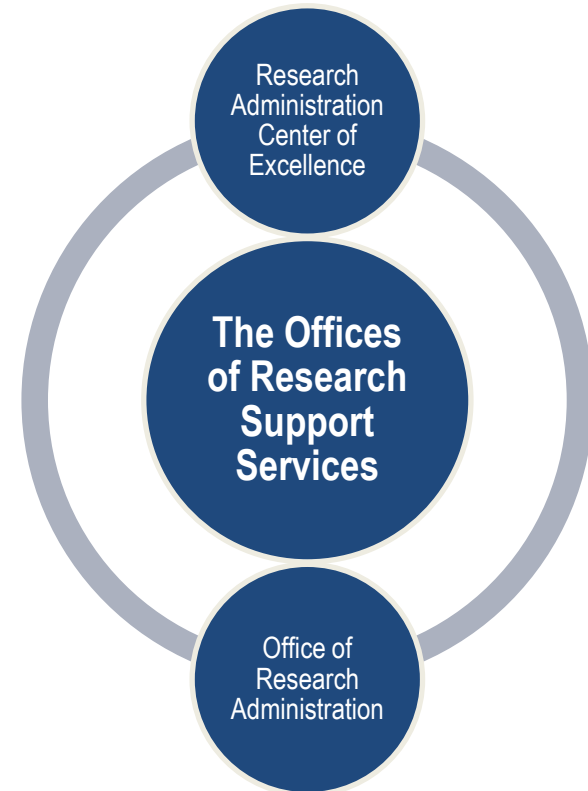 Research
Administration
Center of
Excellence
The Offices
of Research
Support
Services
Office of
Research
Administration